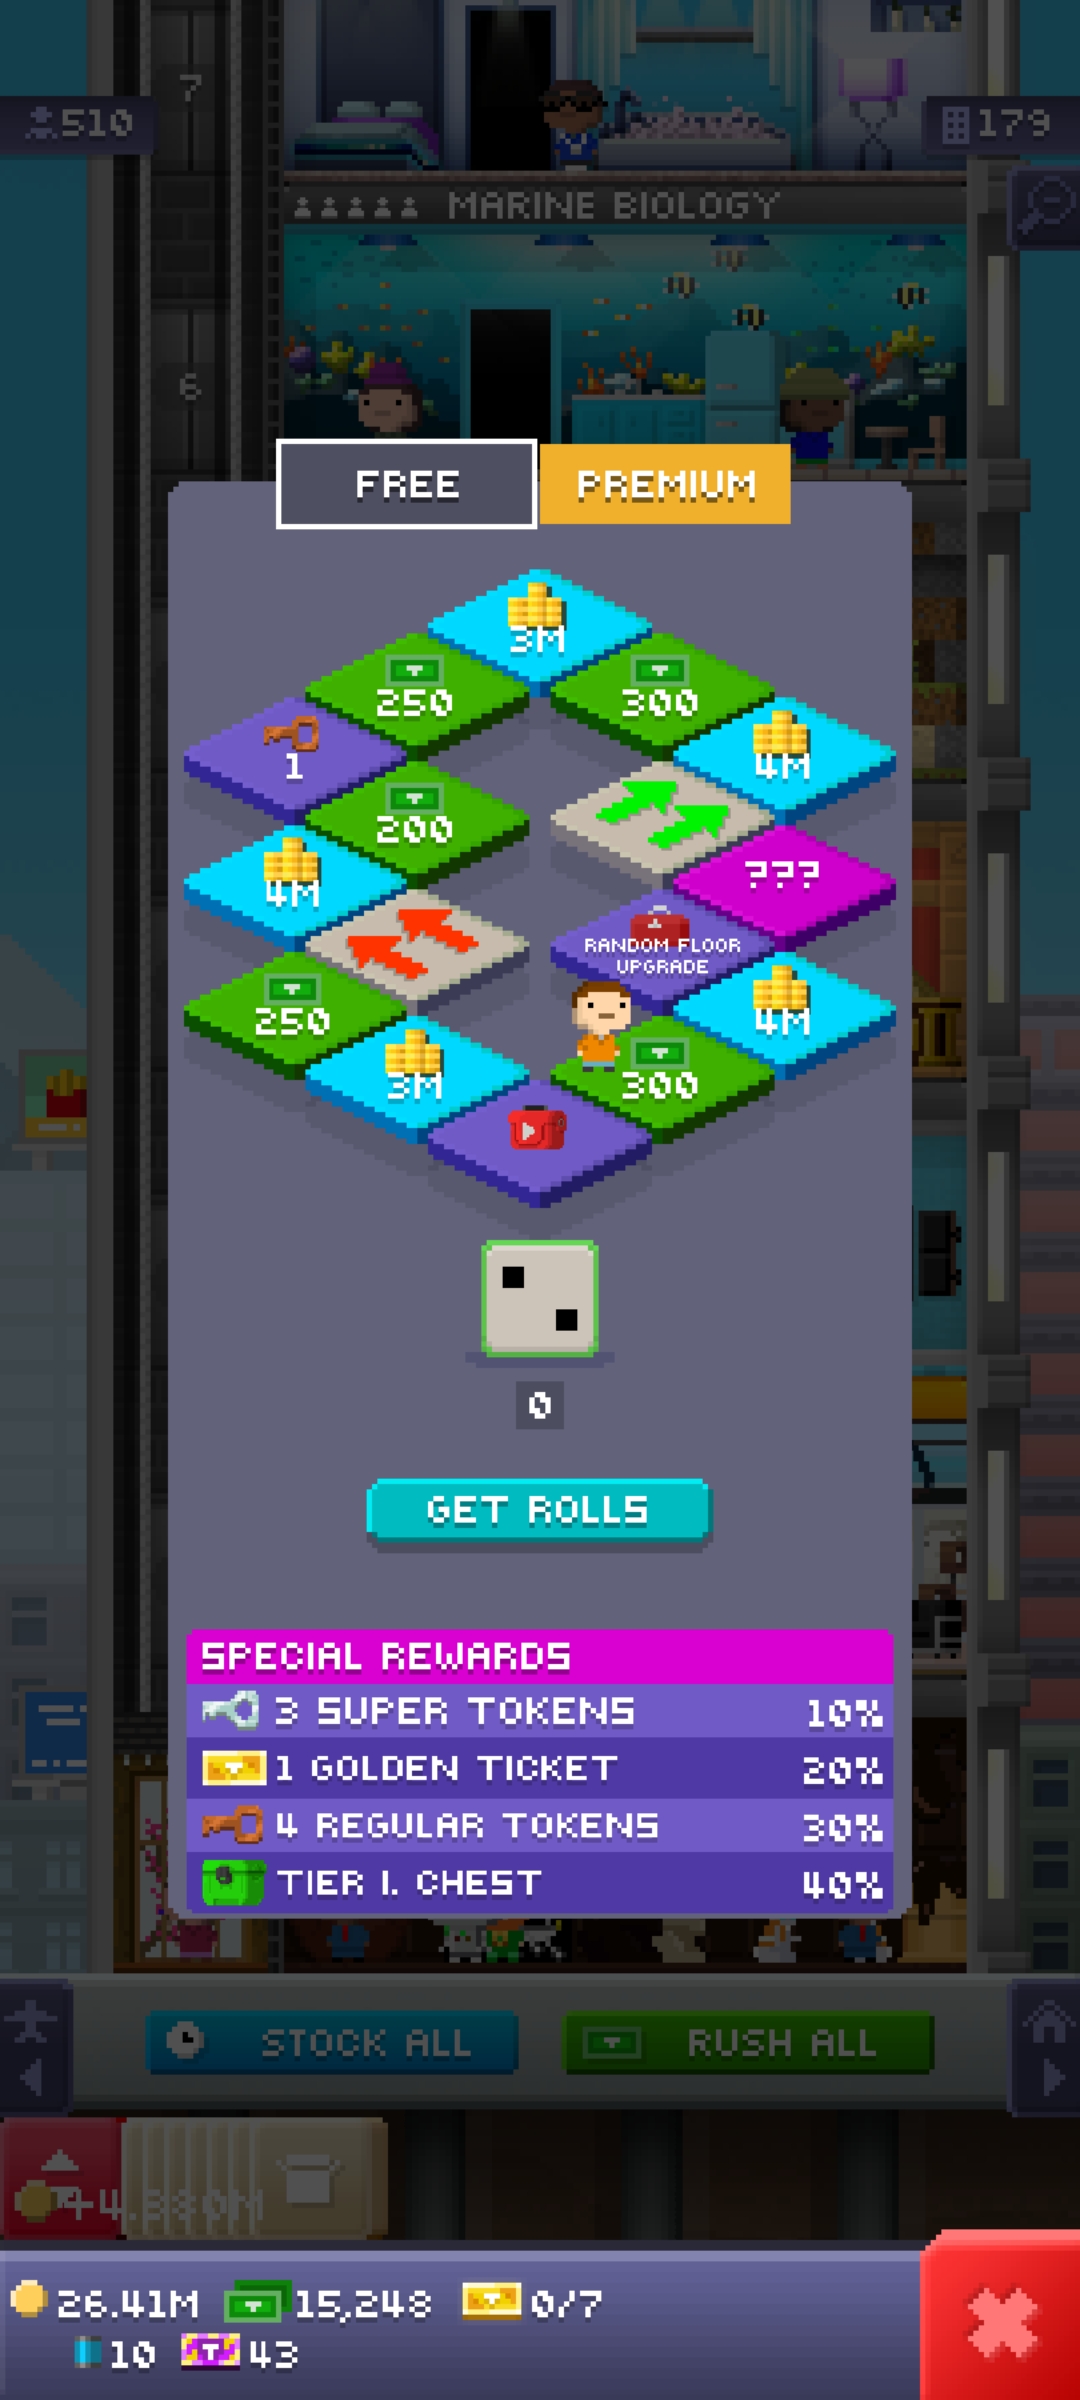 7
510
179
MARINE BIOLOGY
6
FREE
PREMIUM
3M
250
300
1
4M
200
4M
???
RANDOM FLOOR
UPGRADE
250
4M
3M
300
0
GET ROLLS
SPECIAL REWARDS
3 SUPER TOKENS 10%
1 GOLDEN TICKET 20%
4 REGULAR TOKENS 30%
TIER 1. CHEST 40%
STOCK ALL
RUSH ALL
26.41M 15,248 0/7
10 43